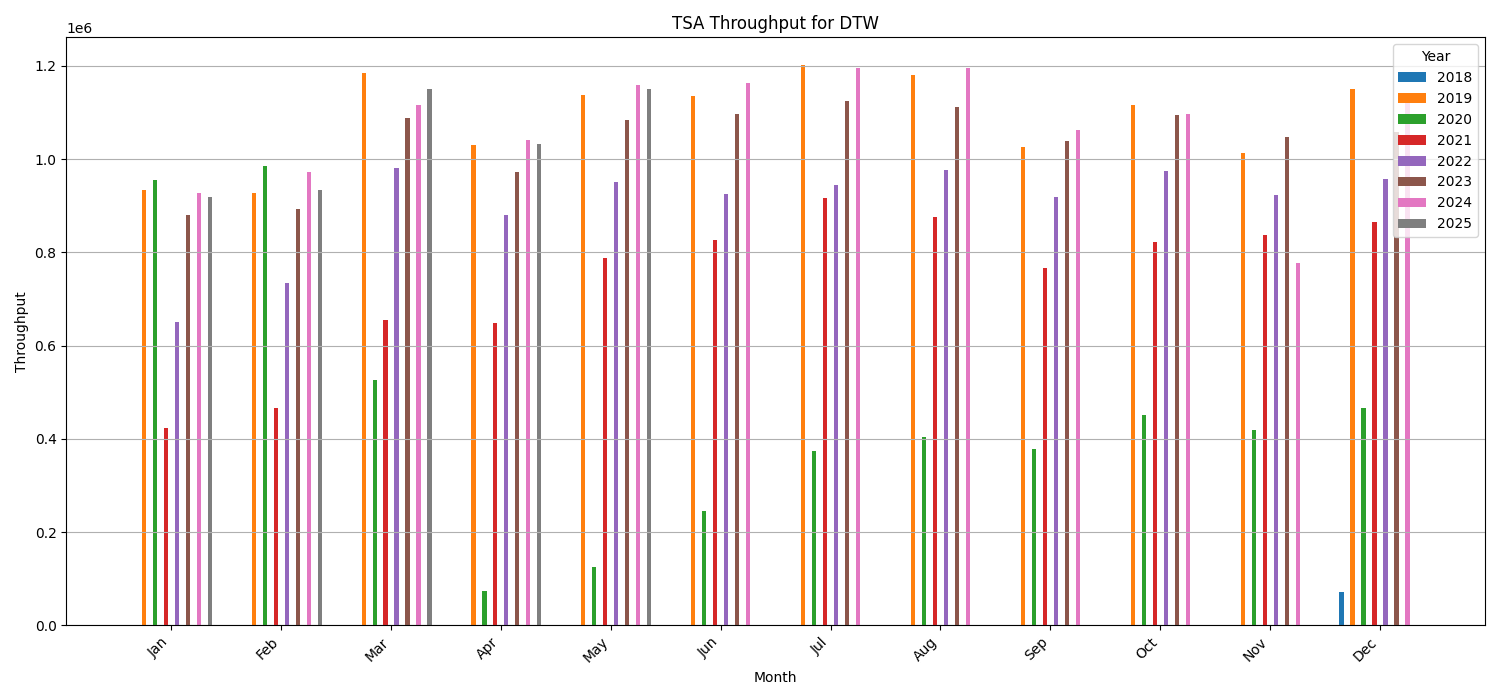 TSA Throughput for DTW
1e6
1.2
1.0
0.8
0.6
0.4
0.2
0.0
Throughput
Jan
Feb
Mar
Apr
May
Jun
Jul
Aug
Sep
Oct
Nov
Dec
Month
Year
2018
2019
2020
2021
2022
2023
2024
2025